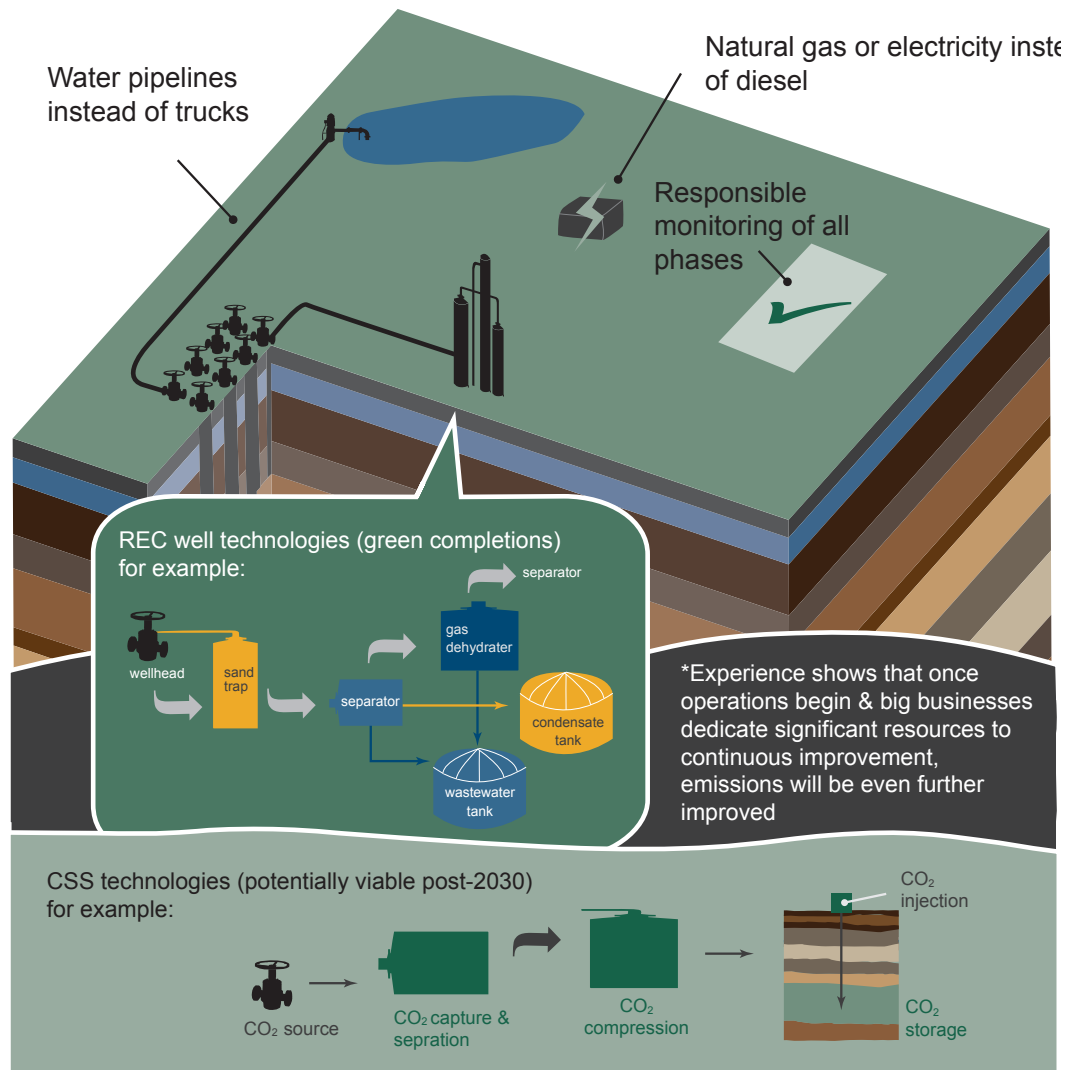 Water pipelines
instead of trucks
Natural gas or electricity inste
of diesel
Responsible
monitoring of all
phases
REC well technologies (green completions)
for example:
separator
gas
dehydrater
wellhead
sand
trap
separator
condensate
tank
wastewater
tank
*Experience shows that once
operations begin & big businesses
dedicate significant resources to
continuous improvement,
emissions will be even further
improved
CSS technologies (potentially viable post-2030)
for example:
CO₂
injection
CO₂ source
CO₂ capture &
sepration
CO₂
compression
CO₂
storage